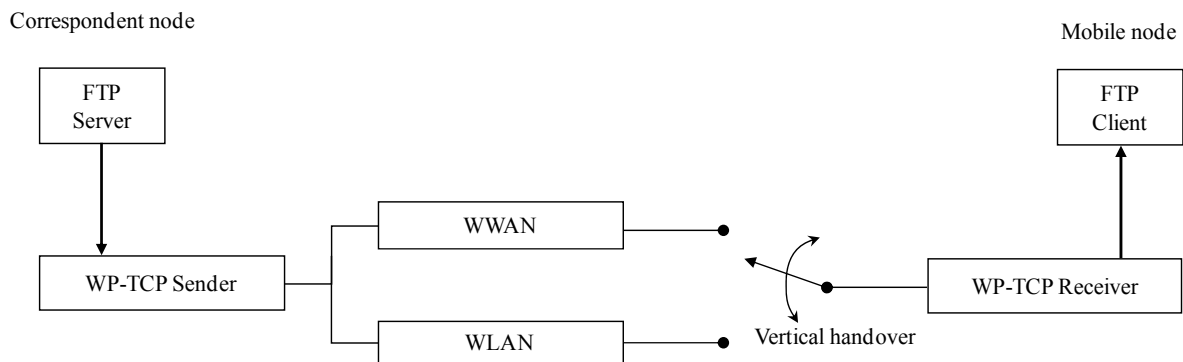 Correspondent node
Mobile node
FTP
Server
FTP
Client
WWAN
WP-TCP Sender
WP-TCP Receiver
WLAN
Vertical handover